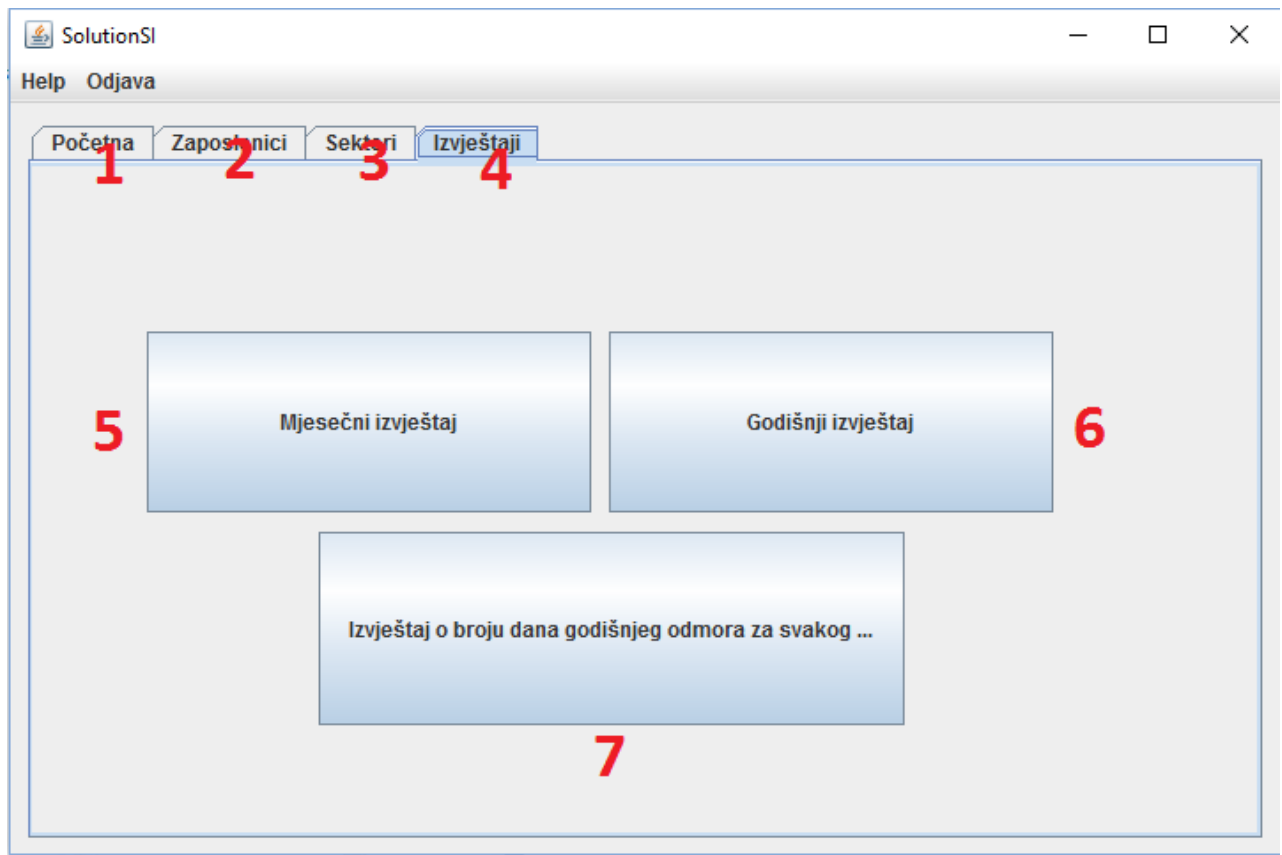 SolutionSI
Help Odjava
Početna Zaposlenici Sektori Izvještaji
1 2 3 4
5 Mjesečni izvještaj Godišnji izvještaj 6
Izvještaj o broju dana godišnjeg odmora za svakog ...
7